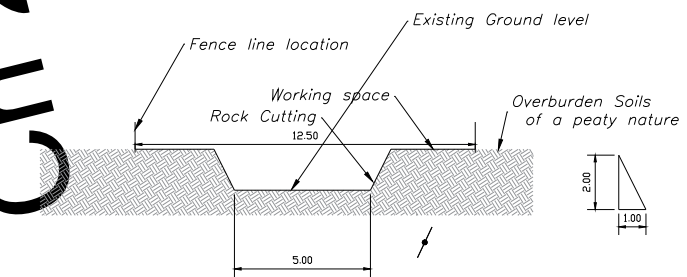 Existing Ground level
Fence line location
Working space
Rock Cutting
Overburden Soils
of a peaty nature
12.50
2.00
1.00
5.00